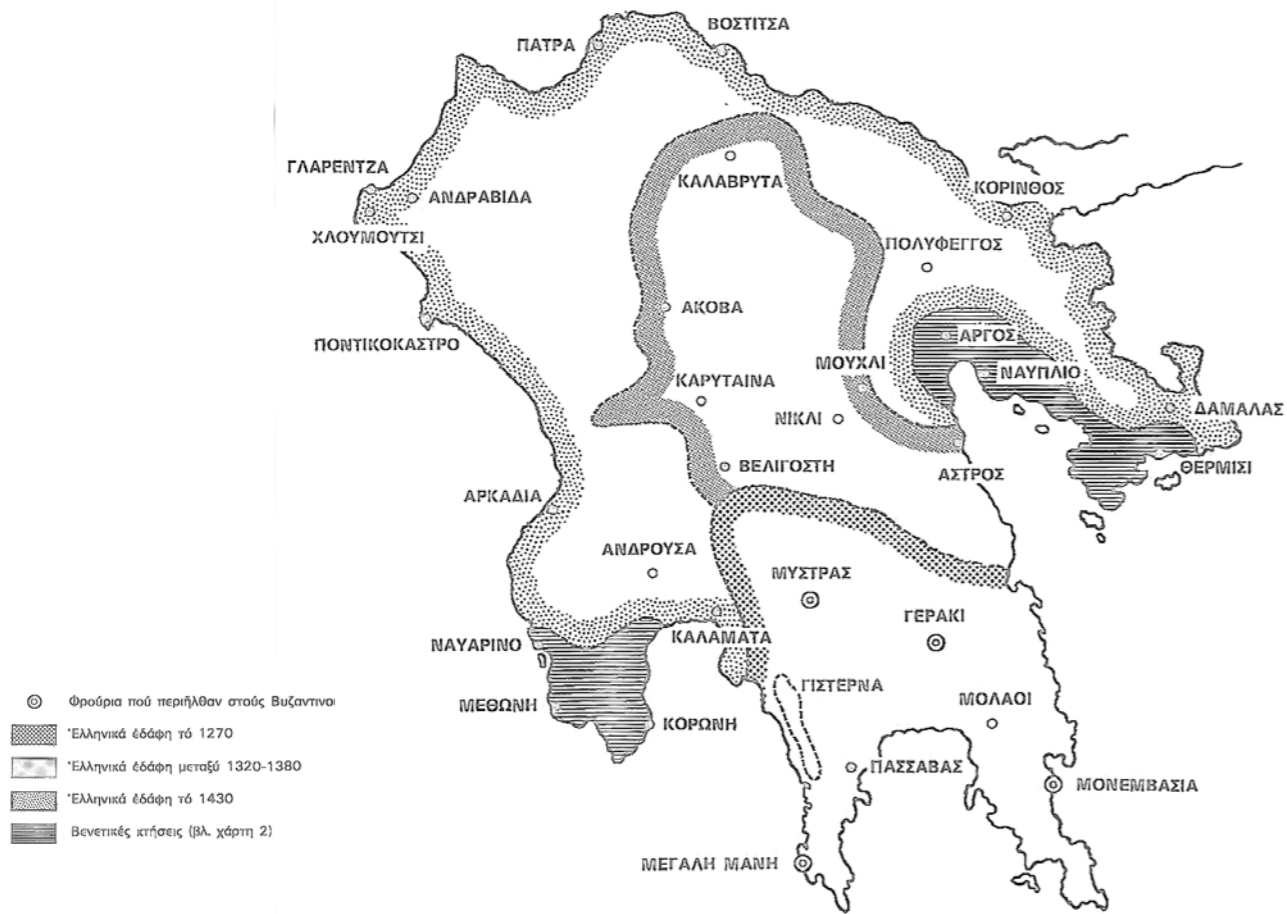 ΒΟΣΤΙΤΣΑ
ΠΑΤΡΑ
ΓΛΑΡΕΝΤΖΑ
ΑΝΔΡΑΒΙΔΑ
ΚΑΛΑΒΡΥΤΑ
ΚΟΡΙΝΘΟΣ
ΧΛΟΥΜΟΥΤΣΙ
ΠΟΛΥΦΕΓΓΟΣ
ΑΚΟΒΑ
ΠΟΝΤΙΚΟΚΑΣΤΡΟ
ΑΡΓΟΣ
ΜΟΥΧΛΙ
ΝΑΥΠΛΙΟ
ΚΑΡΥΤΑΙΝΑ
ΔΑΜΑΛΑΣ
ΝΙΚΛΙ
ΒΕΛΙΓΟΣΤΗ
ΑΣΤΡΟΣ
ΘΕΡΜΙΣΙ
ΑΡΚΑΔΙΑ
ΑΝΔΡΟΥΣΑ
ΜΥΣΤΡΑΣ
ΓΕΡΑΚΙ
ΝΑΥΑΡΙΝΟ
ΚΑΛΑΜΑΤΑ
ΓΙΣΤΕΡΝΑ
ΜΕΘΩΝΗ
ΚΟΡΩΝΗ
ΜΟΛΑΟΙ
ΠΑΣΣΑΒΑΣ
ΜΟΝΕΜΒΑΣΙΑ
ΜΕΓΑΛΗ ΜΑΝΗ
Φρούρια πού περιῆλθαν στούς Βυζαντινοι
Ἑλληνικά ἐδάφη τό 1270
Ἑλληνικά ἐδάφη μεταξύ 1320-1380
Ἑλληνικά ἐδάφη τό 1430
Βενετικές κτήσεις (βλ. χάρτη 2)